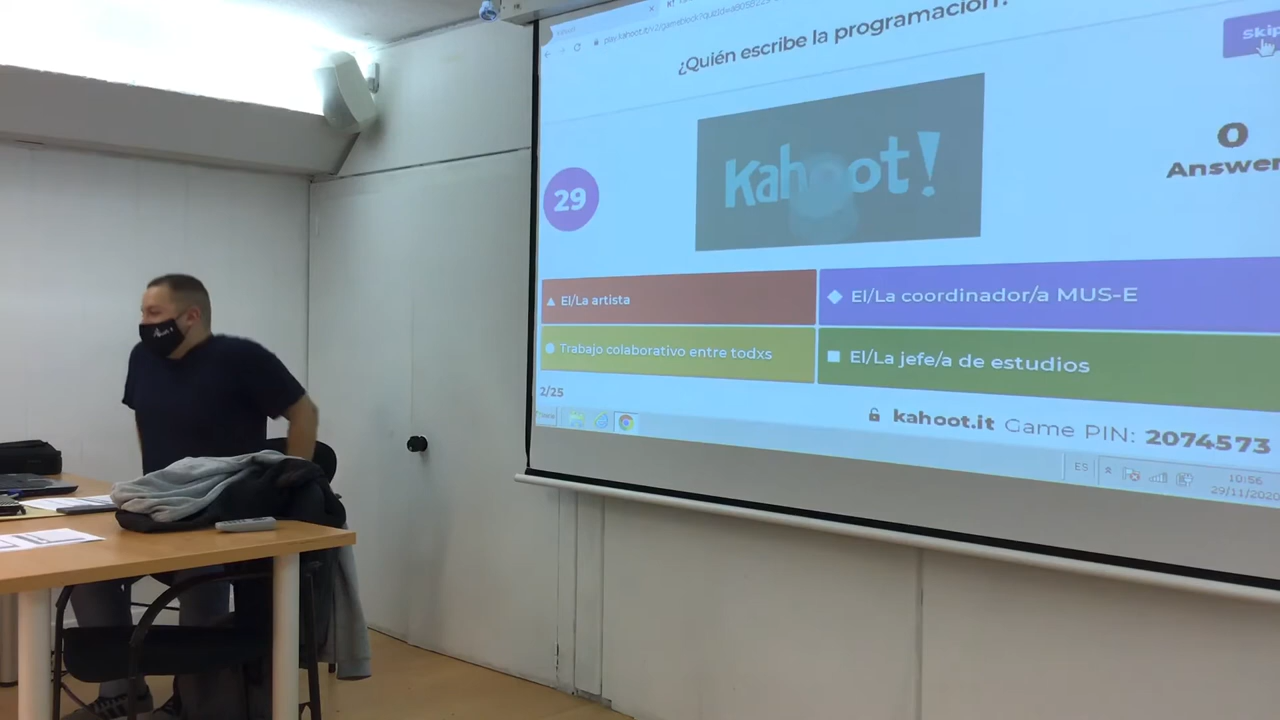 ¿Quién escribe la programación?
Skip
29
Kahoot!
0
Answer
El/La artista
El/La coordinador/a MUS-E
Trabajo colaborativo entre todxs
El/La jefe/a de estudios
2/25
kahoot.it Game PIN: 2074573
ES
10:56
29/11/2020